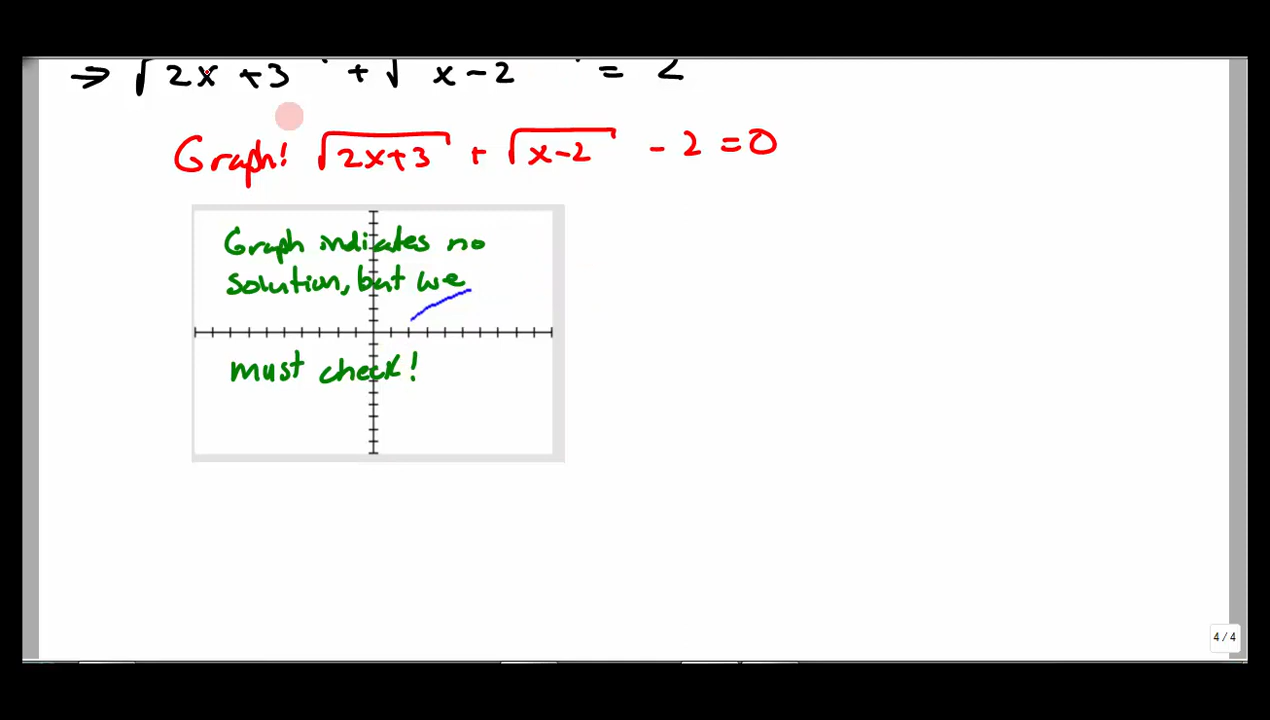 ⇒ √2x+3 + √x-2 = 2
Graph! √2x+3 + √x-2 - 2 = 0
Graph indicates no
solution, but we
must check!
4 / 4